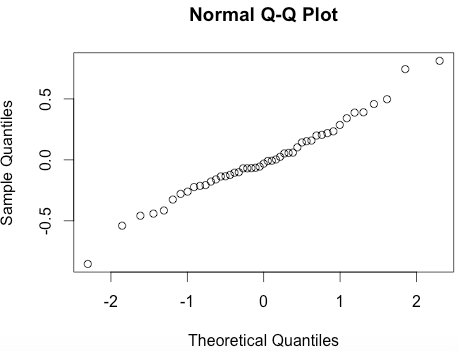 Normal Q-Q Plot
Sample Quantiles
0.5
0.0
-0.5
-2 -1 0 1 2
Theoretical Quantiles